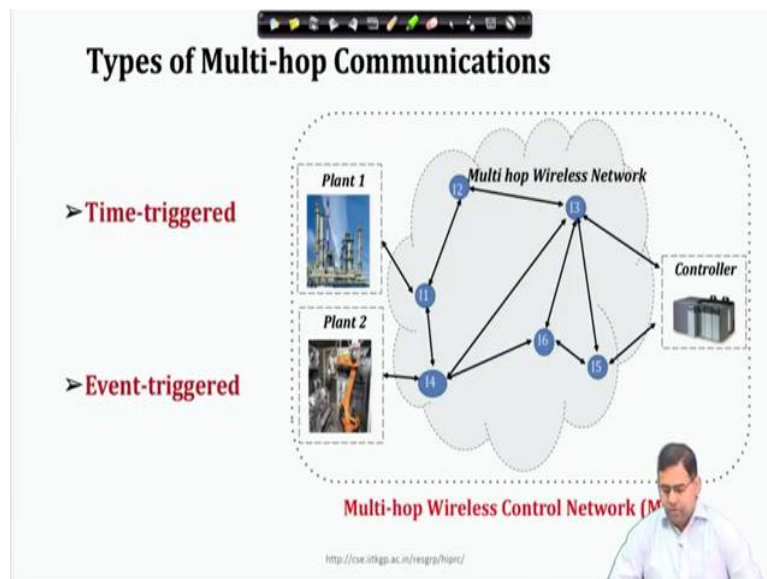 Types of Multi-hop Communications
➢Time-triggered
➢Event-triggered
Plant 1
Plant 2
Multi hop Wireless Network
Controller
I2
I3
I1
I6
I4
I5
Multi-hop Wireless Control Network (M
http://cse.iitkgp.ac.in/resgrp/hiprc/